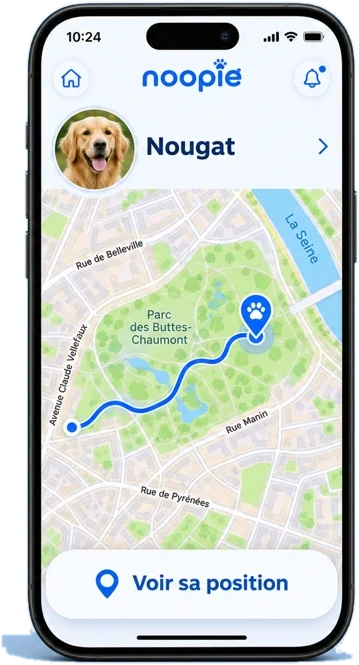 10:24
noopie
Nougat
La Seine
Rue de Belleville
Parc
des Buttes-
Chaumont
Avenue Claude Vellefaux
Rue Manin
Rue de Pyrénées
Voir sa position